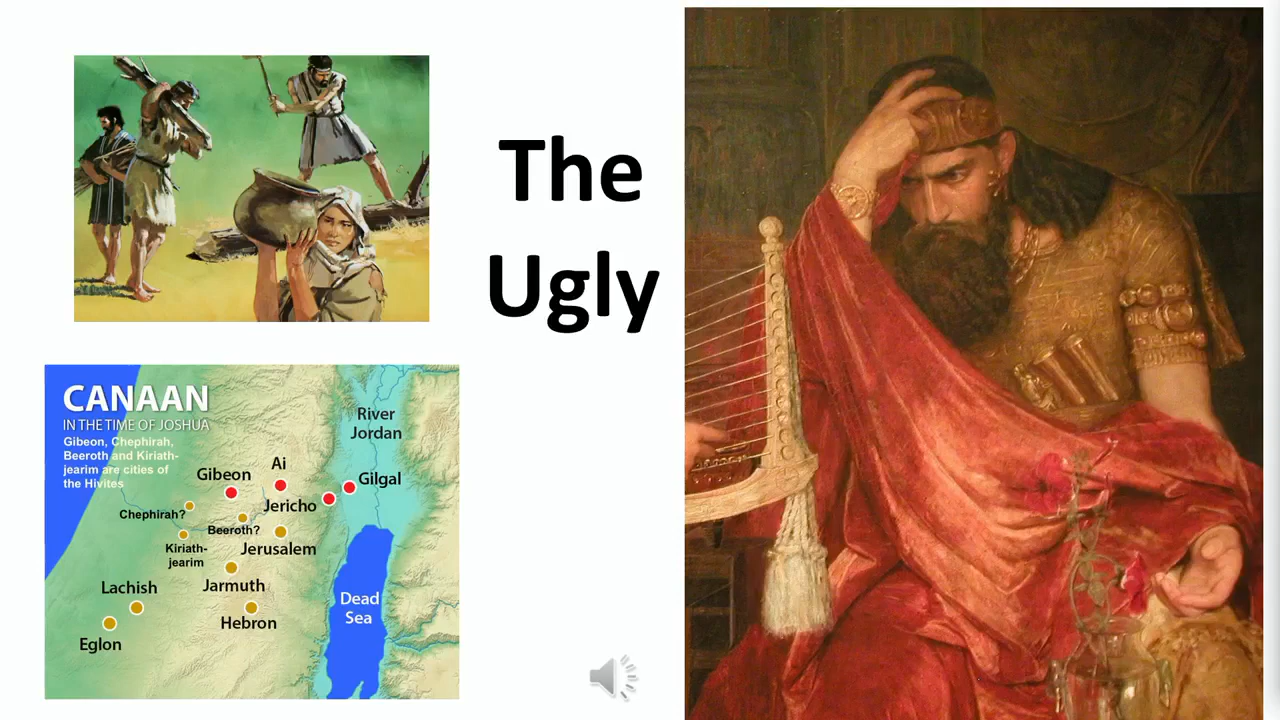 The
Ugly
CANAAN
IN THE TIME OF JOSHUA
Gibeon, Chephirah,
Beeroth and Kiriath-
jearim are cities of
the Hivites
River
Jordan
Ai
Gibeon
Gilgal
Jericho
Chephirah?
Beeroth?
Kiriath-
jearim
Jerusalem
Jarmuth
Lachish
Dead
Sea
Hebron
Eglon